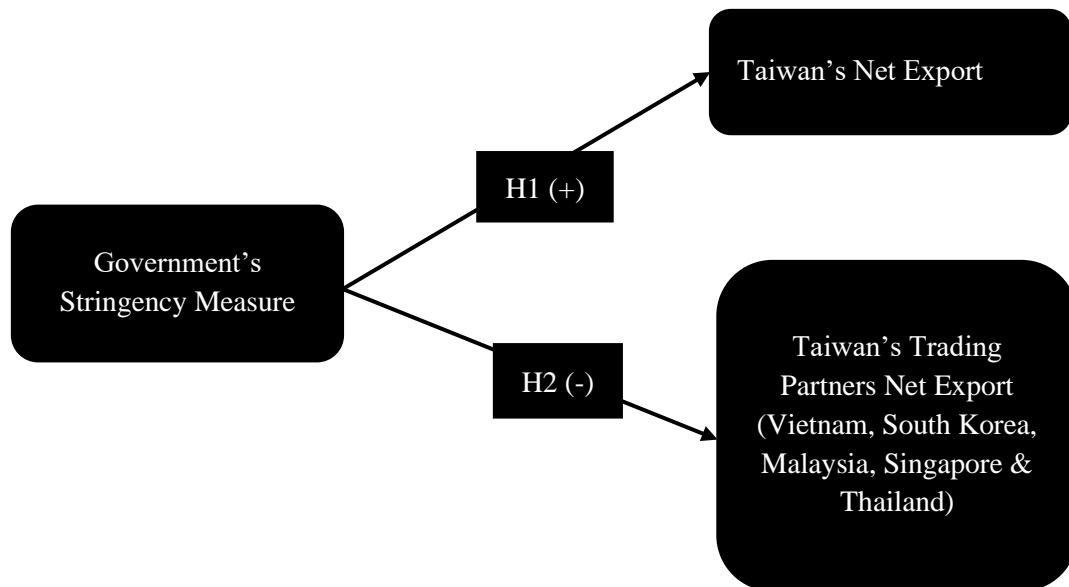 Taiwan’s Net Export
H1 (+)
Government’s
Stringency Measure
H2 (-)
Taiwan’s Trading
Partners Net Export
(Vietnam, South Korea,
Malaysia, Singapore &
Thailand)